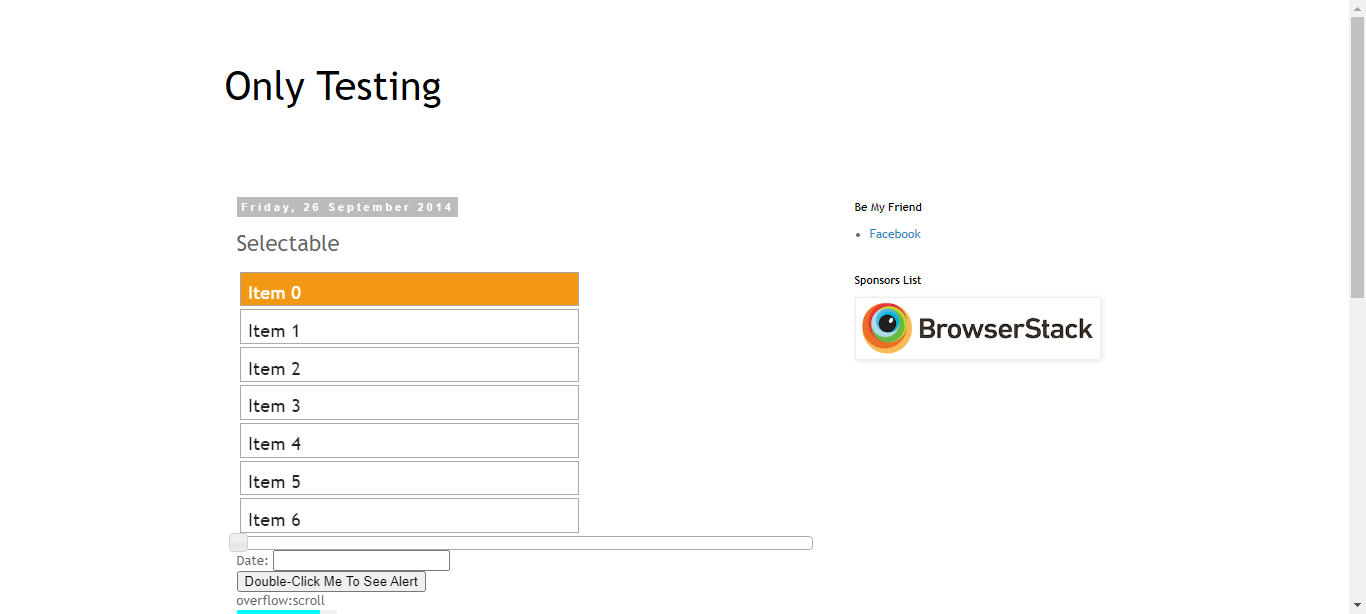 Only Testing
Friday, 26 September 2014
Selectable
Item 0
Item 1
Item 2
Item 3
Item 4
Item 5
Item 6
Date:
Double-Click Me To See Alert
overflow:scroll
Be My Friend
Facebook
Sponsors List
BrowserStack